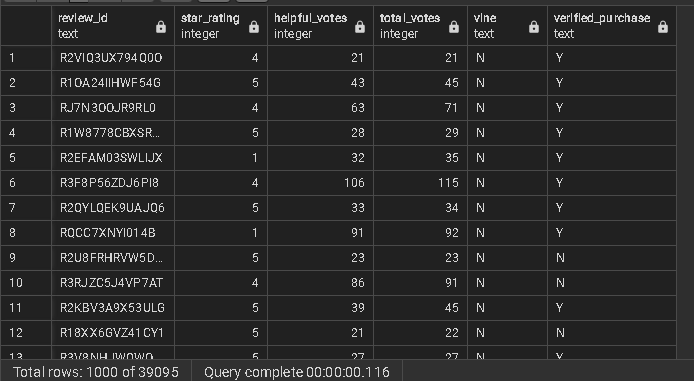 review_id star_rating helpful_votes total_votes vine verified_purchase
text integer integer integer text text
1 R2VIQ3UX794Q0O 4 21 21 N Y
2 R1OA24IIHWF54G 5 43 45 N Y
3 RJ7N3OOJR9RL0 4 63 71 N Y
4 R1W8778CBXSR... 5 28 29 N Y
5 R2EFAM03SWLIJX 1 32 35 N Y
6 R3F8P56ZDJ6PI8 4 106 115 N Y
7 R2QYLQEK9UAJQ6 5 33 34 N Y
8 RQCC7XNYI014B 1 91 92 N Y
9 R2U8FRHRVW5D... 5 23 23 N N
10 R3RJZC5J4VP7AT 4 86 91 N N
11 R2KBV3A9X53ULG 5 39 45 N Y
12 R18XX6GVZ41CY1 5 21 22 N N
13 5 27 27 N Y
Total rows: 1000 of 39095 Query complete 00:00:00.116